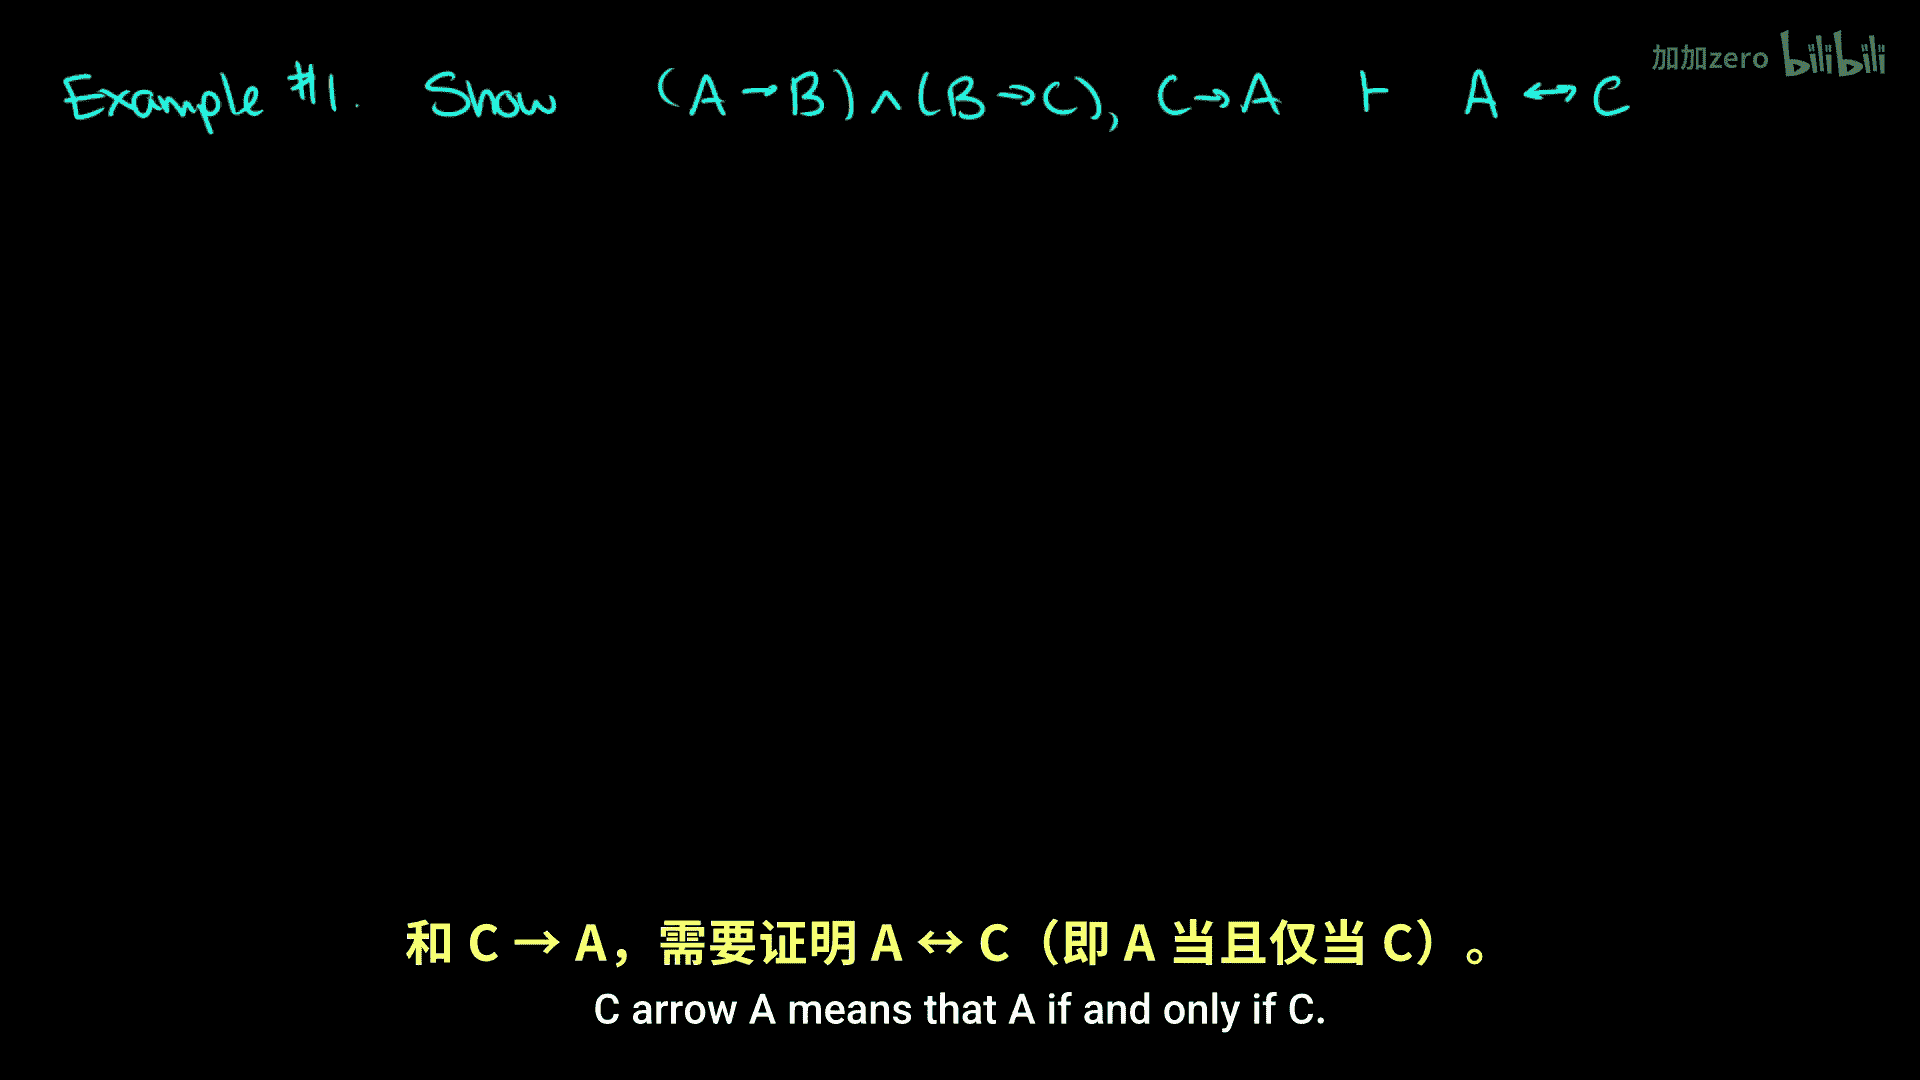 加加zero bilibili
Example #1. Show (A → B) ∧ (B → C), C → A ⊢ A ↔ C
和 C → A，需要证明 A ↔ C（即 A 当且仅当 C）。
C arrow A means that A if and only if C.